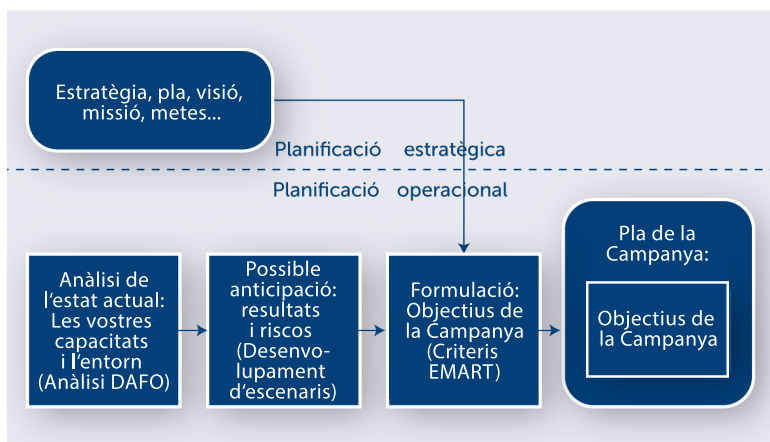 Estratègia, pla, visió,
missió, metes...
Planificació estratègica
Planificació operacional
Anàlisi de
l'estat actual:
Les vostres
capacitats
i l'entorn
(Anàlisi DAFO)
Possible
anticipació:
resultats
i riscos
(Desenvo-
lupament
d'escenaris)
Formulació:
Objectius de
la Campanya
(Criteris
EMART)
Pla de la
Campanya:
Objectius de
la Campanya